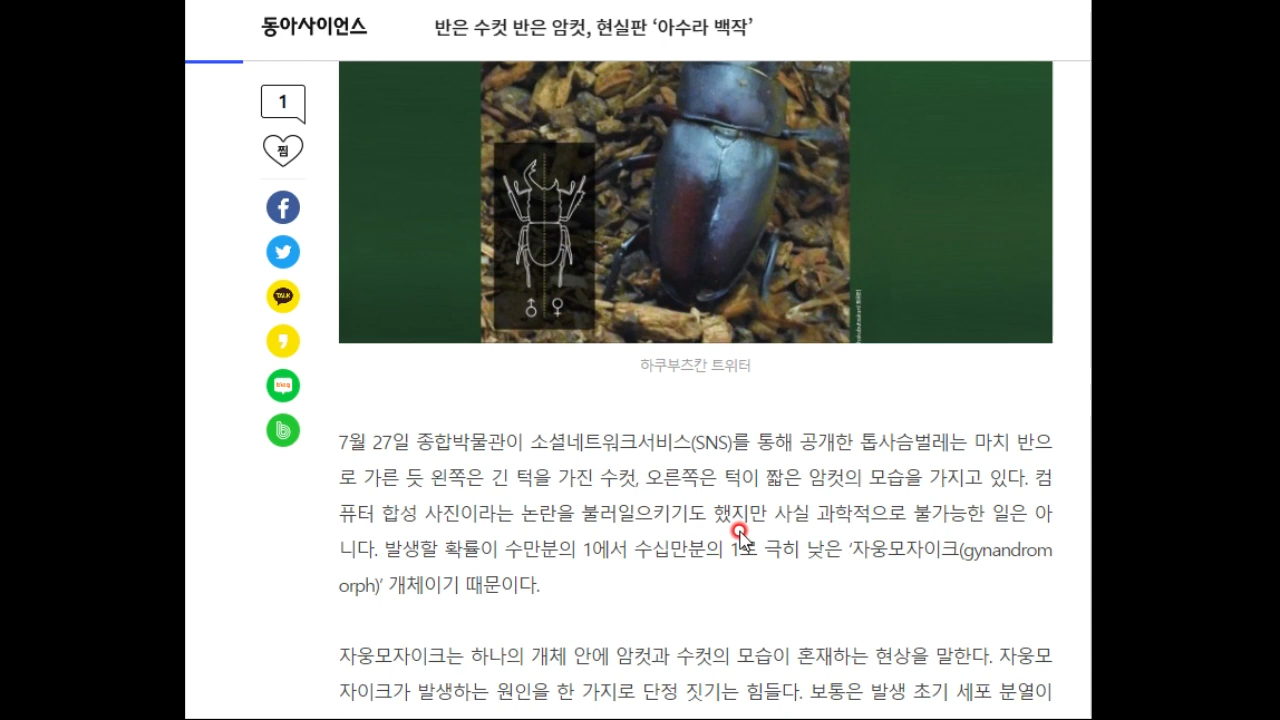 동아사이언스
반은 수컷 반은 암컷, 현실판 ‘아수라 백작’
1
찜
TALK
blog
♂ ♀
하쿠부츠칸 트위터
7월 27일 종합박물관이 소셜네트워크서비스(SNS)를 통해 공개한 톱사슴벌레는 마치 반으
로 가른 듯 왼쪽은 긴 턱을 가진 수컷, 오른쪽은 턱이 짧은 암컷의 모습을 가지고 있다. 컴
퓨터 합성 사진이라는 논란을 불러일으키기도 했지만 사실 과학적으로 불가능한 일은 아
니다. 발생할 확률이 수만분의 1에서 수십만분의 1로 극히 낮은 ‘자웅모자이크(gynandrom
orph)’ 개체이기 때문이다.
자웅모자이크는 하나의 개체 안에 암컷과 수컷의 모습이 혼재하는 현상을 말한다. 자웅모
자이크가 발생하는 원인을 한 가지로 단정 짓기는 힘들다. 보통은 발생 초기 세포 분열이